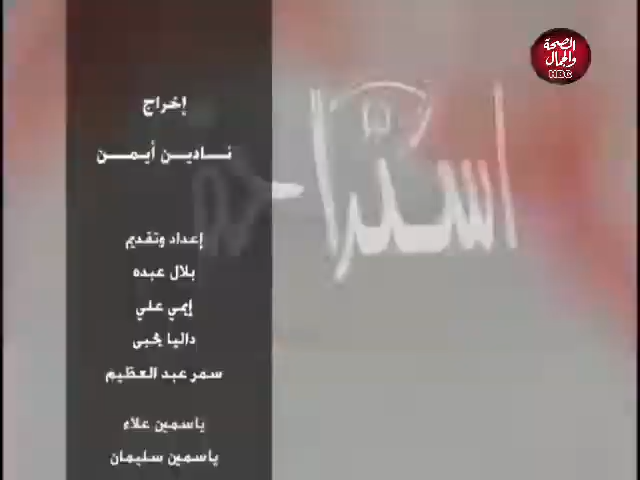 الصحة
والجمال
HBC
استراحة
إخراج
نادين أيمن
إعداد وتقديم
بلال عبده
إيمي علي
داليا يحيى
سمر عبد العظيم
ياسمين علاء
ياسمين سليمان